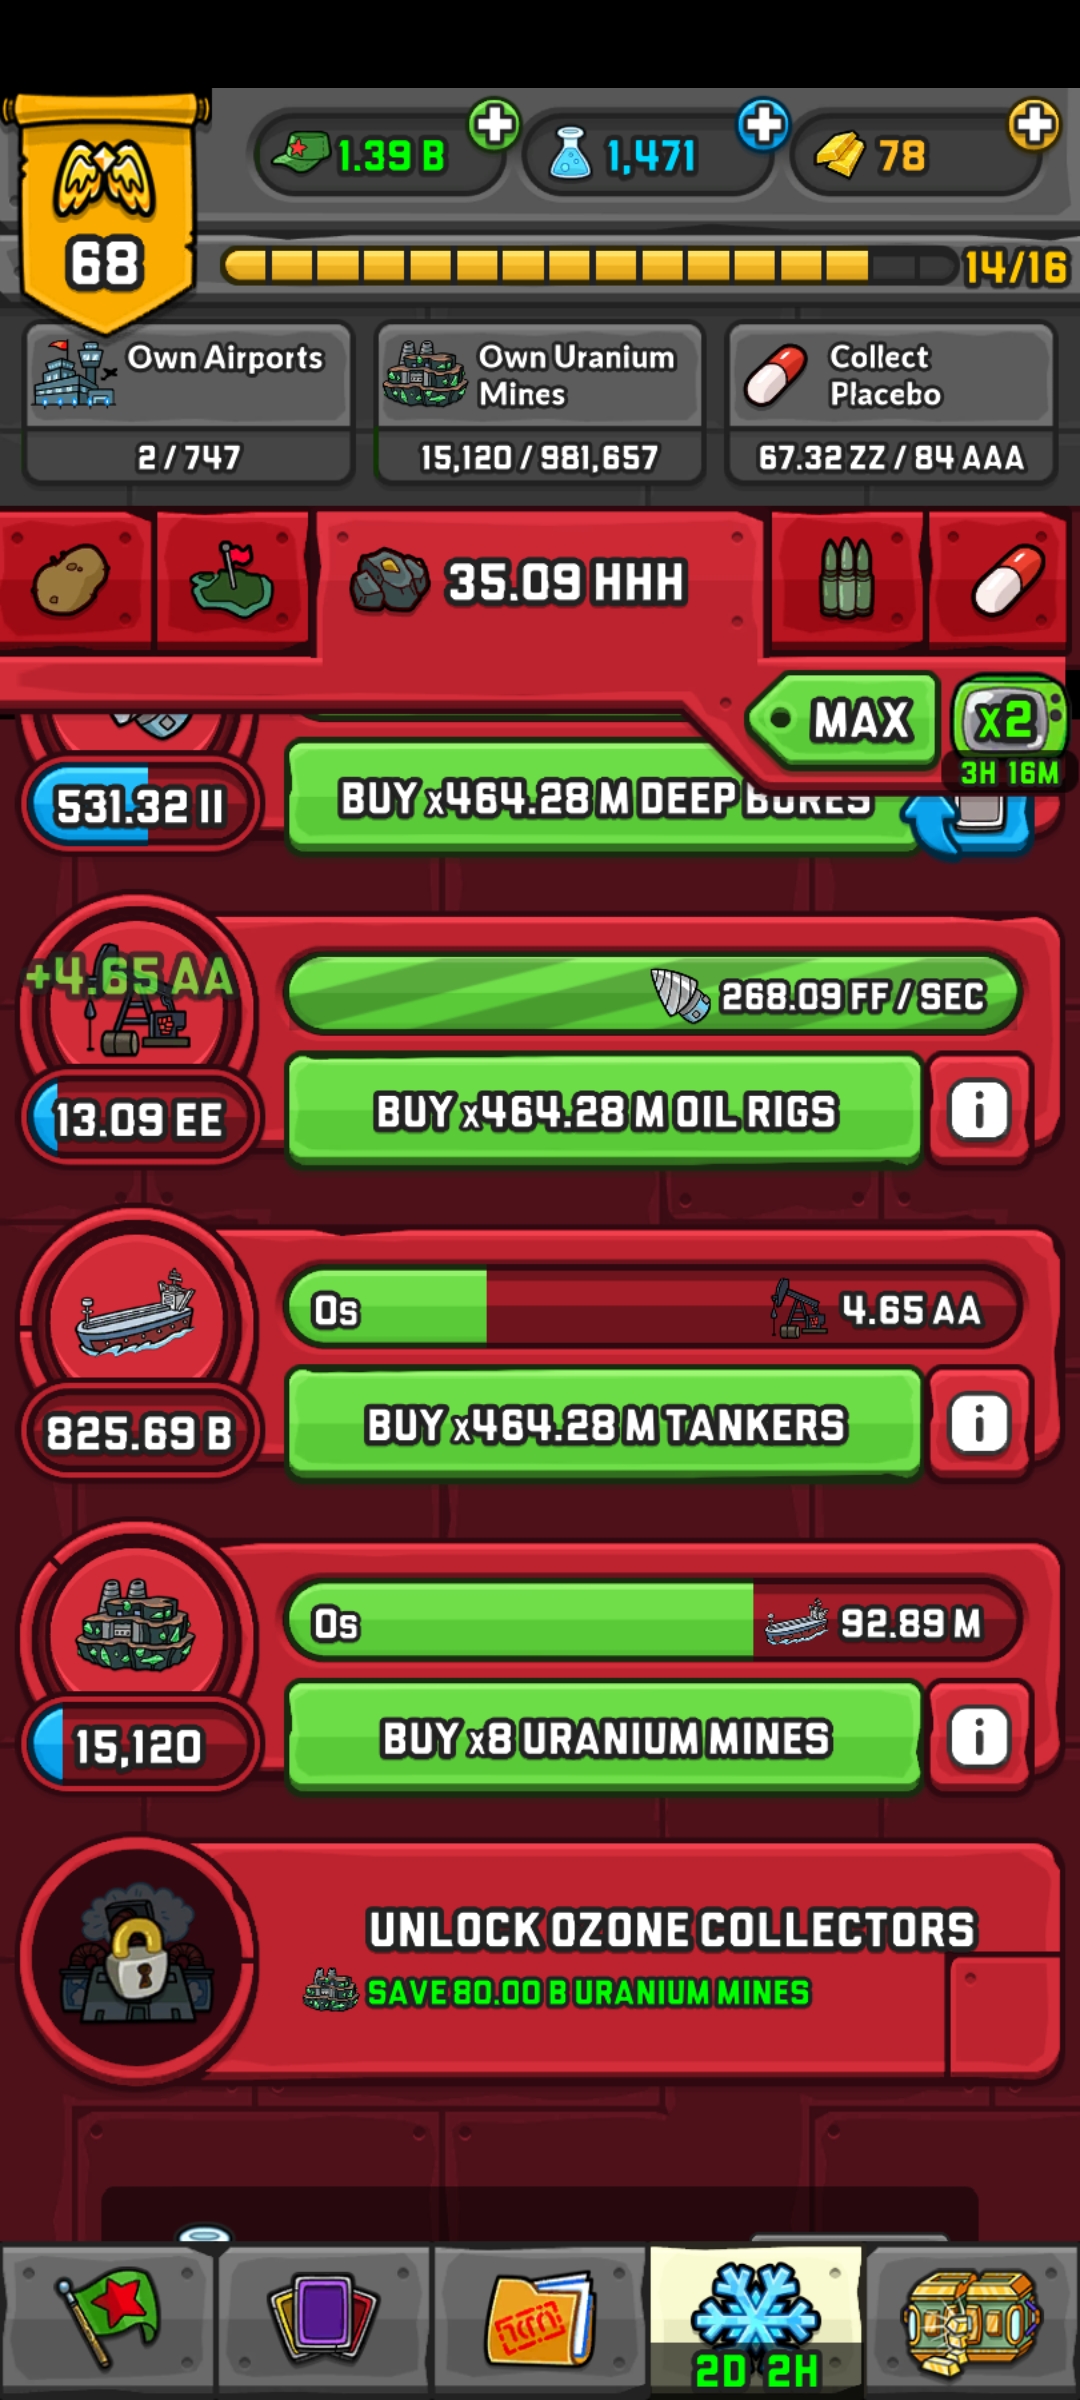 1.39 B
1,471
78
68
14/16
Own Airports
2 / 747
Own Uranium
Mines
15,120 / 981,657
Collect
Placebo
67.32 ZZ / 84 AAA
35.09 HHH
MAX
x2
3H 16M
531.32 II
BUY x464.28 M DEEP BORES
+4.65 AA
268.09 FF / SEC
13.09 EE
BUY x464.28 M OIL RIGS
i
0s
4.65 AA
825.69 B
BUY x464.28 M TANKERS
i
0s
92.89 M
15,120
BUY x8 URANIUM MINES
i
UNLOCK OZONE COLLECTORS
SAVE 80.00 B URANIUM MINES
2D 2H